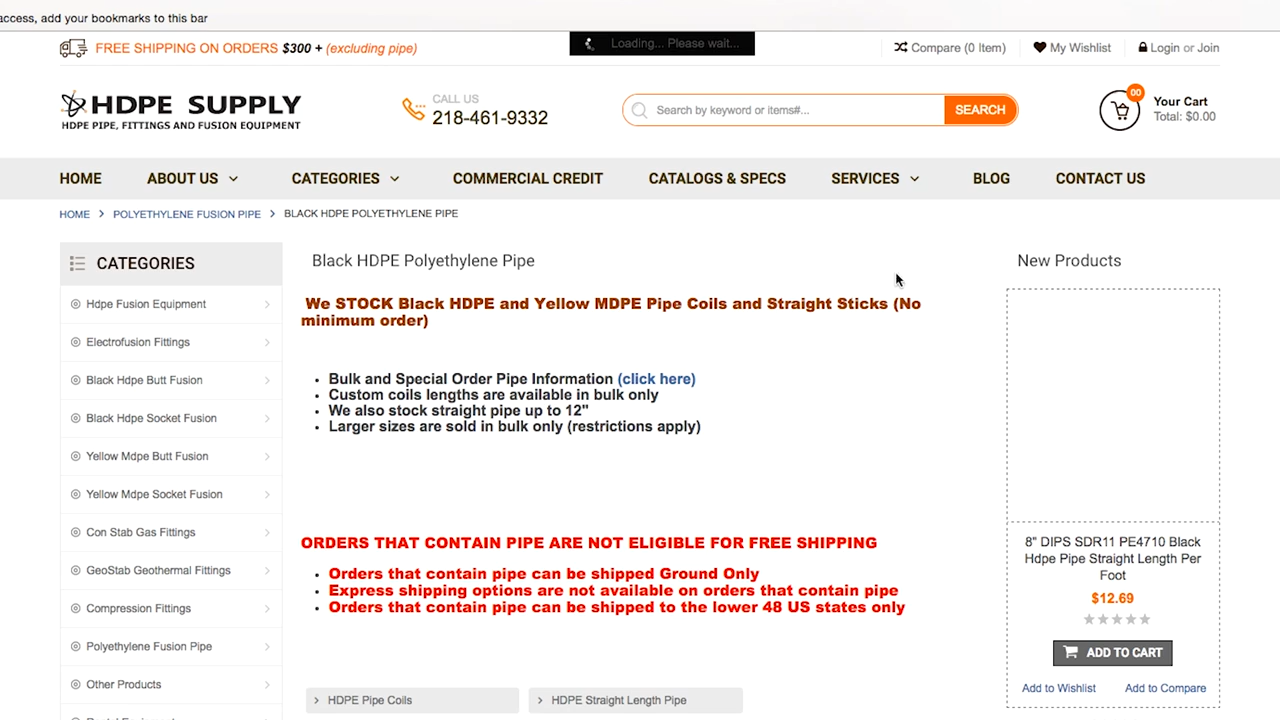 access, add your bookmarks to this bar
FREE SHIPPING ON ORDERS $300 + (excluding pipe)
Loading... Please wait...
Compare (0 Item)
My Wishlist
Login or Join
HDPE SUPPLY
HDPE PIPE, FITTINGS AND FUSION EQUIPMENT
CALL US
218-461-9332
Search by keyword or items#...
SEARCH
00
Your Cart
Total: $0.00
HOME
ABOUT US
CATEGORIES
COMMERCIAL CREDIT
CATALOGS & SPECS
SERVICES
BLOG
CONTACT US
HOME > POLYETHYLENE FUSION PIPE > BLACK HDPE POLYETHYLENE PIPE
CATEGORIES
Hdpe Fusion Equipment
Electrofusion Fittings
Black Hdpe Butt Fusion
Black Hdpe Socket Fusion
Yellow Mdpe Butt Fusion
Yellow Mdpe Socket Fusion
Con Stab Gas Fittings
GeoStab Geothermal Fittings
Compression Fittings
Polyethylene Fusion Pipe
Other Products
Black HDPE Polyethylene Pipe
We STOCK Black HDPE and Yellow MDPE Pipe Coils and Straight Sticks (No
minimum order)
• Bulk and Special Order Pipe Information (click here)
• Custom coils lengths are available in bulk only
• We also stock straight pipe up to 12"
• Larger sizes are sold in bulk only (restrictions apply)
ORDERS THAT CONTAIN PIPE ARE NOT ELIGIBLE FOR FREE SHIPPING
• Orders that contain pipe can be shipped Ground Only
• Express shipping options are not available on orders that contain pipe
• Orders that contain pipe can be shipped to the lower 48 US states only
HDPE Pipe Coils
HDPE Straight Length Pipe
New Products
8" DIPS SDR11 PE4710 Black
Hdpe Pipe Straight Length Per
Foot
$12.69
ADD TO CART
Add to Wishlist
Add to Compare